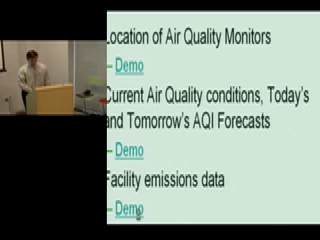 Location of Air Quality Monitors
– Demo
Current Air Quality conditions, Today's
and Tomorrow's AQI Forecasts
– Demo
Facility emissions data
– Demo